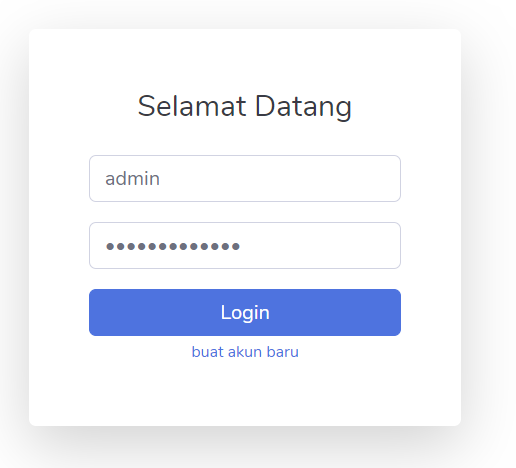 Selamat Datang
admin
•••••••••••••
Login
buat akun baru